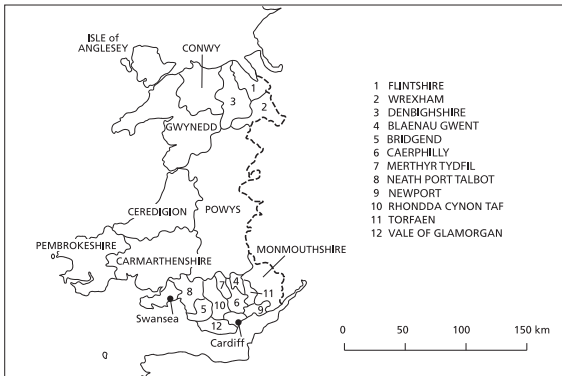 ISLE of
ANGLESEY
CONWY
1
2
3
GWYNEDD
CEREDIGION
POWYS
PEMBROKESHIRE
CARMARTHENSHIRE
MONMOUTHSHIRE
8
7
4
11
5
10
6
9
12
Swansea
Cardiff
1 FLINTSHIRE
2 WREXHAM
3 DENBIGHSHIRE
4 BLAENAU GWENT
5 BRIDGEND
6 CAERPHILLY
7 MERTHYR TYDFIL
8 NEATH PORT TALBOT
9 NEWPORT
10 RHONDDA CYNON TAF
11 TORFAEN
12 VALE OF GLAMORGAN
0 50 100 150 km